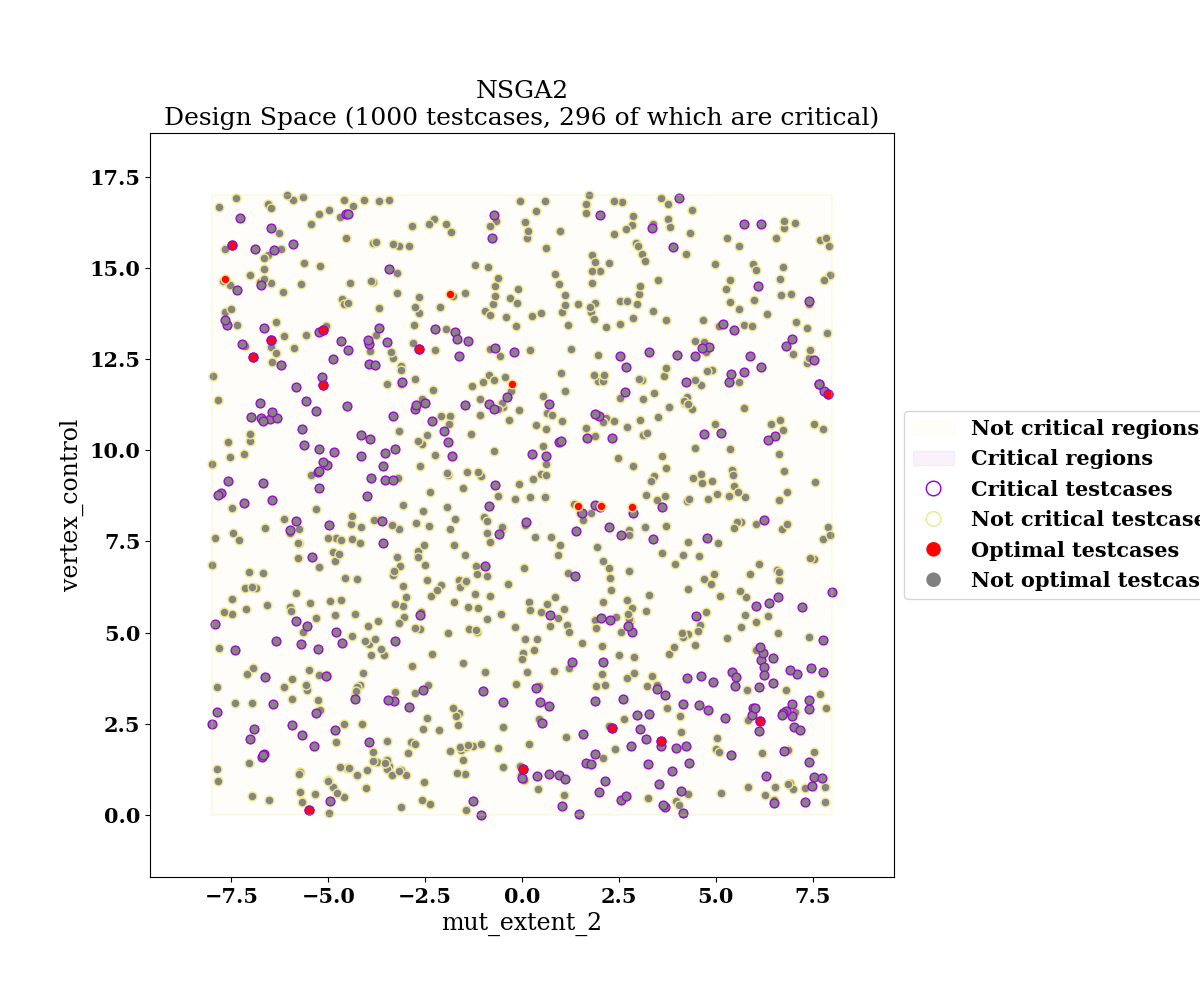 NSGA2
Design Space (1000 testcases, 296 of which are critical)
17.5
15.0
12.5
10.0
7.5
5.0
2.5
0.0
vertex_control
−7.5
−5.0
−2.5
0.0
2.5
5.0
7.5
mut_extent_2
Not critical regions
Critical regions
Critical testcases
Not critical testcase
Optimal testcases
Not optimal testcas